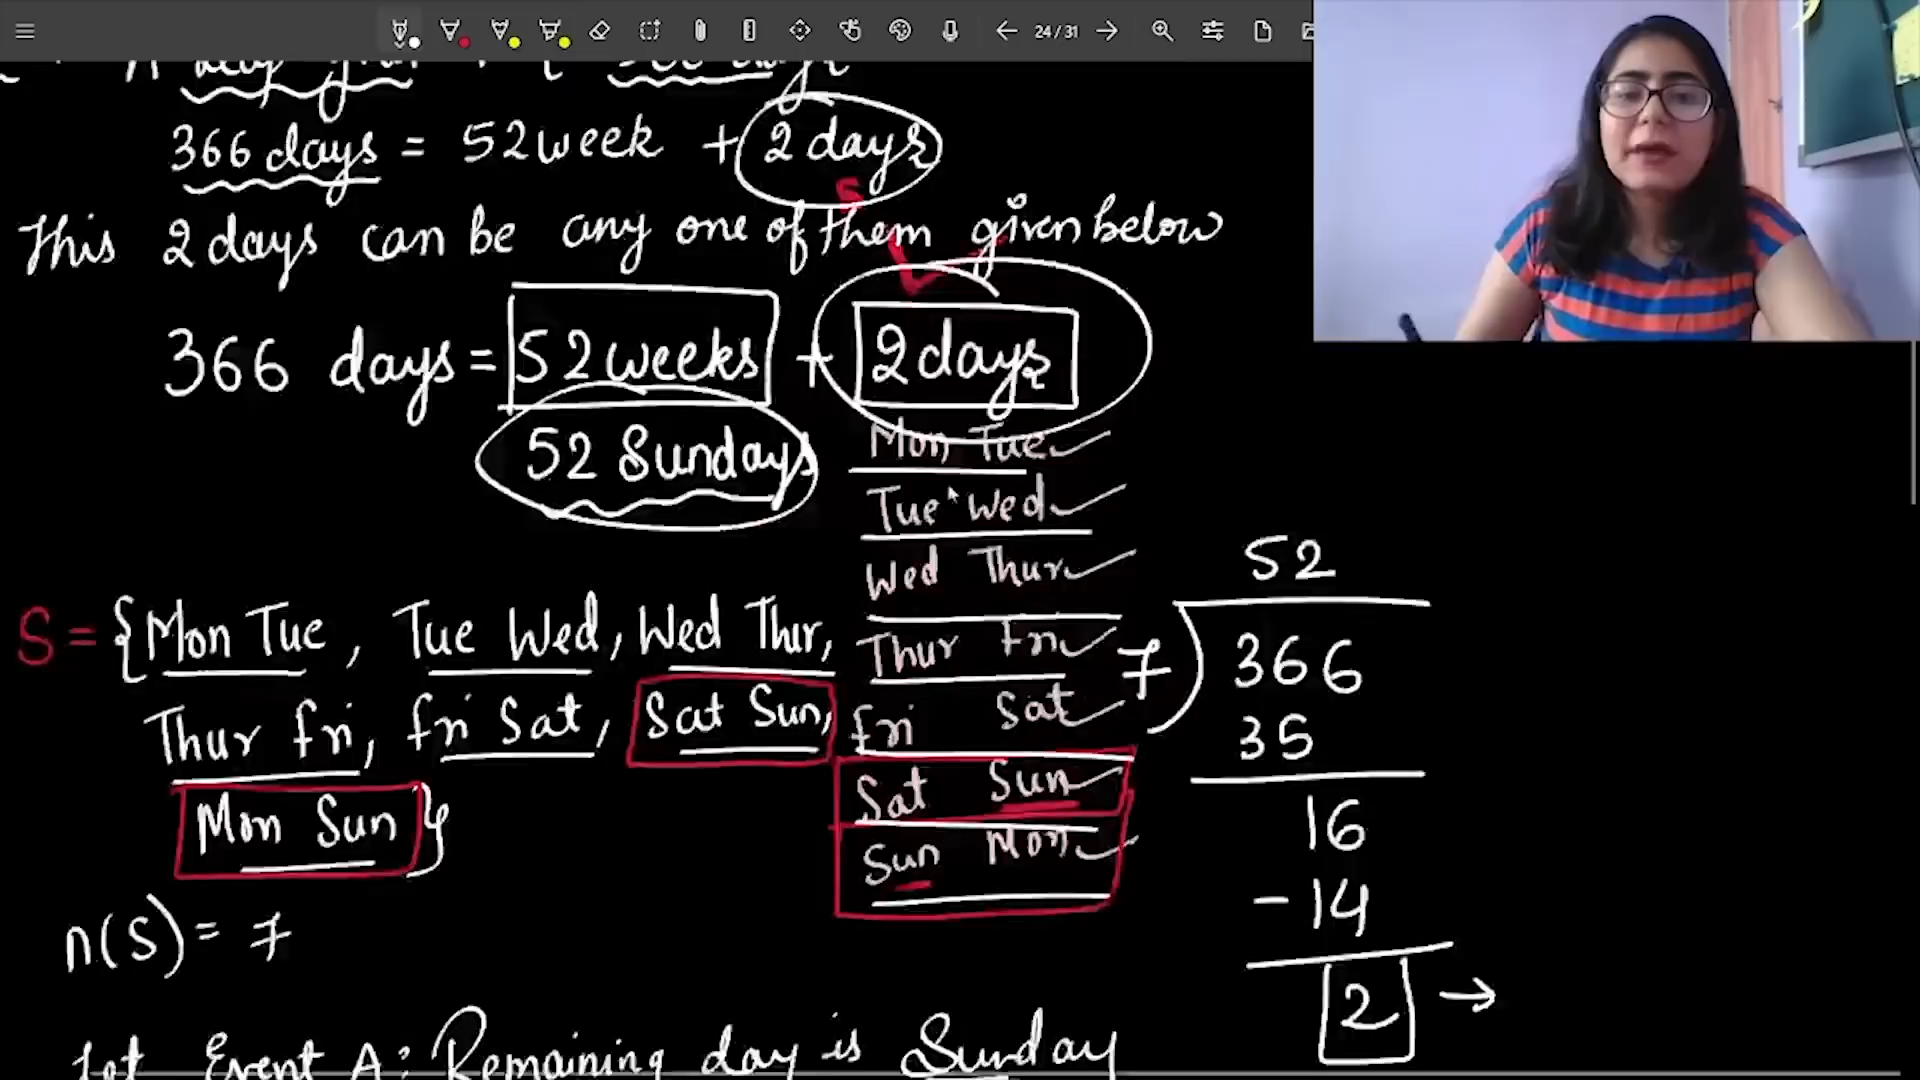 24/31
366 days = 52 week + 2 days
S
This 2 days can be any one of them given below
366 days = 52 weeks + 2 days
52 Sundays
Mon Tue
Tue Wed
Wed Thur
Thur Fri
Fri Sat
Sat Sun
Sun Mon
S = {Mon Tue, Tue Wed, Wed Thur,
Thur Fri, Fri Sat, Sat Sun,
Mon Sun}
n(S) = 7
52
7) 366
35
16
- 14
2 →
Let Event A: Remaining day is Sunday